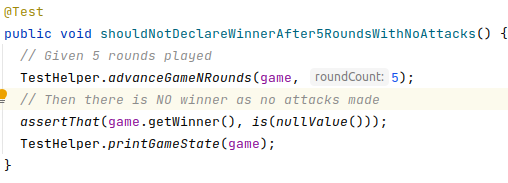 @Test
public void shouldNotDeclareWinnerAfter5RoundsWithNoAttacks() {
// Given 5 rounds played
TestHelper.advanceGameNRounds(game, roundCount: 5);
// Then there is NO winner as no attacks made
assertThat(game.getWinner(), is(nullValue()));
TestHelper.printGameState(game);
}